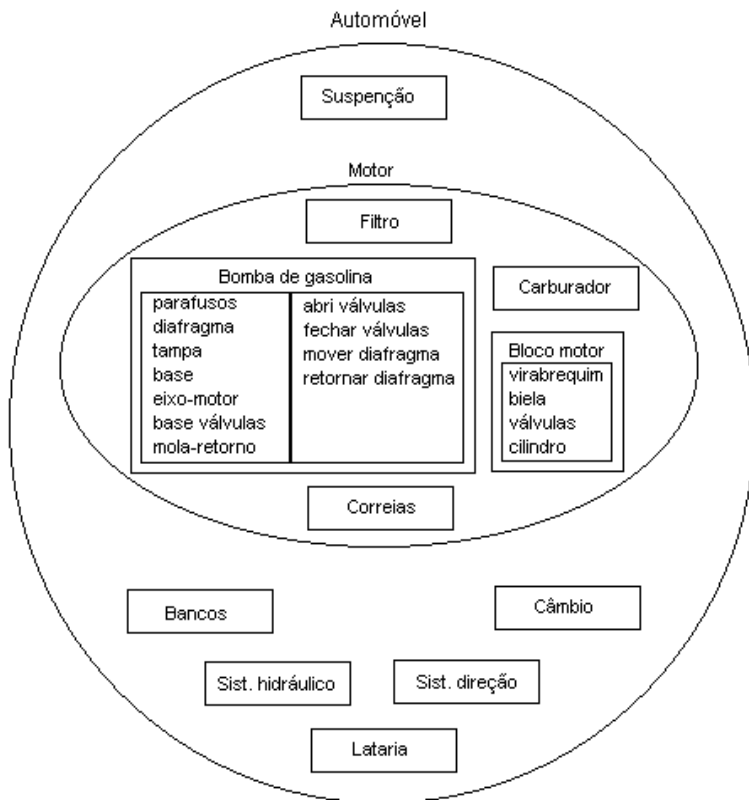 Automóvel
Suspenção
Motor
Filtro
Bomba de gasolina
parafusos
diafragma
tampa
base
eixo-motor
base válvulas
mola-retorno
abri válvulas
fechar válvulas
mover diafragma
retornar diafragma
Carburador
Bloco motor
virabrequim
biela
válvulas
cilindro
Correias
Bancos
Câmbio
Sist. hidráulico
Sist. direção
Lataria